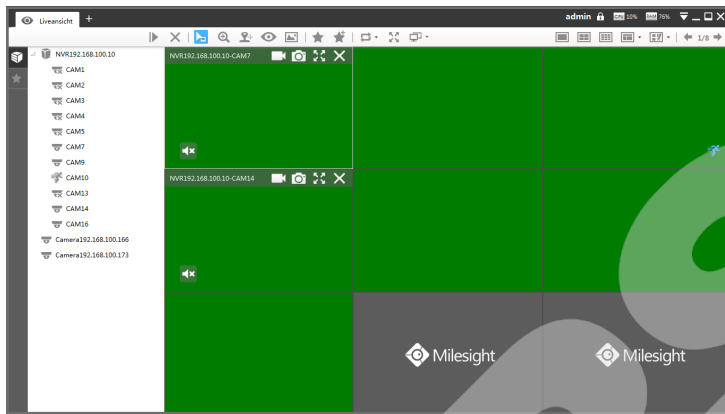 Liveansicht +
admin CPU 10% RAM 76%
1/8
NVR192.168.100.10
CAM1
CAM2
CAM3
CAM4
CAM5
CAM7
CAM9
CAM10
CAM13
CAM14
CAM16
Camera192.168.100.166
Camera192.168.100.173
NVR192.168.100.10-CAM7
NVR192.168.100.10-CAM14
Milesight
Milesight